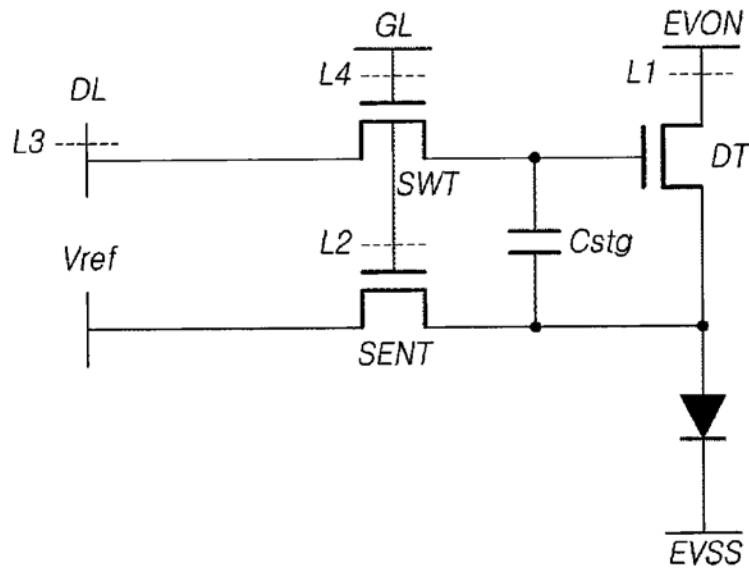 GL
EVON
L4
L1
DL
L3
DT
SWT
L2
Cstg
Vref
SENT
EVSS